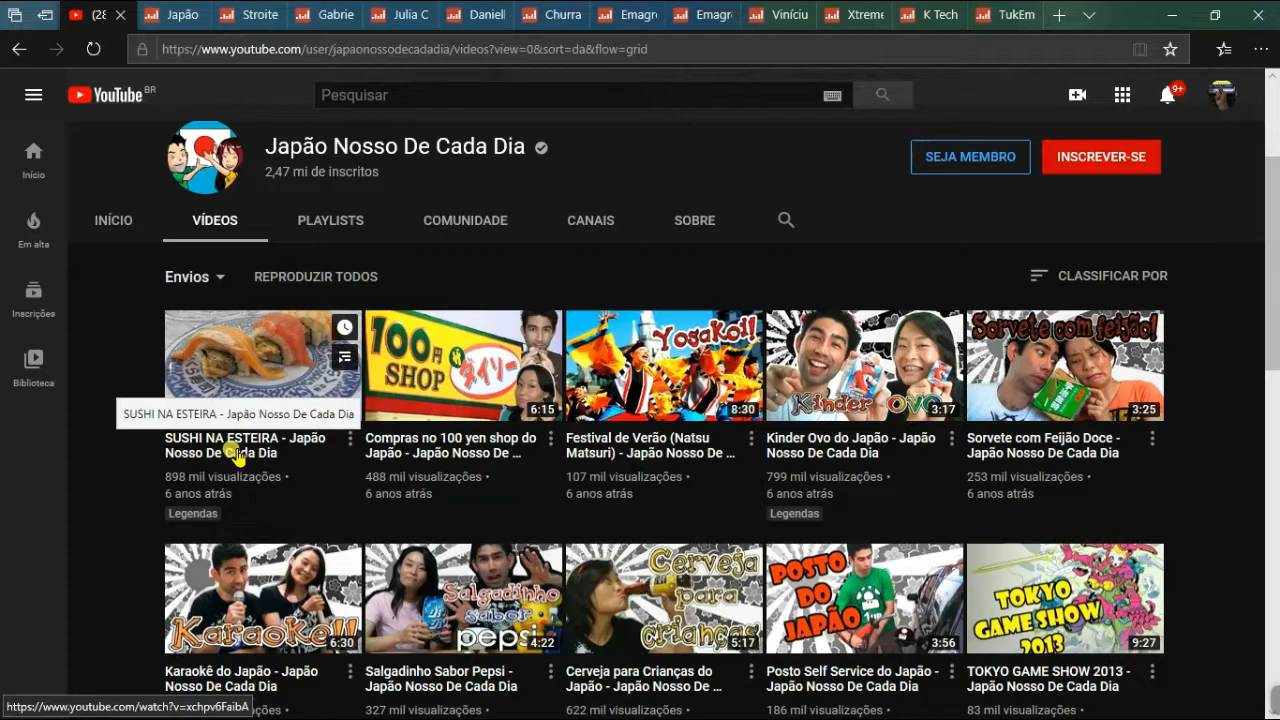 (28
Japão
Stroite
Gabrie
Julia C
Daniell
Churra
Emagr
Emagr
Viníciu
Xtreme
K Tech
TukEm
https://www.youtube.com/user/japaonossodecadadia/videos?view=0&sort=da&flow=grid
YouTube BR
Pesquisar
9+
Início
Em alta
Inscrições
Biblioteca
Japão Nosso De Cada Dia
2,47 mi de inscritos
SEJA MEMBRO
INSCREVER-SE
INÍCIO
VÍDEOS
PLAYLISTS
COMUNIDADE
CANAIS
SOBRE
Envios
REPRODUZIR TODOS
CLASSIFICAR POR
SUSHI NA ESTEIRA - Japão Nosso De Cada Dia
SUSHI NA ESTEIRA - Japão
Nosso De Cada Dia
898 mil visualizações •
6 anos atrás
Legendas
100円
SHOP
ダイソー
6:15
Compras no 100 yen shop do
Japão - Japão Nosso De ...
488 mil visualizações •
6 anos atrás
Yosakoi!
8:30
Festival de Verão (Natsu
Matsuri) - Japão Nosso De ...
107 mil visualizações •
6 anos atrás
Kinder OVO
3:17
Kinder Ovo do Japão - Japão
Nosso De Cada Dia
799 mil visualizações •
6 anos atrás
Legendas
Sorvete com feijão!
3:25
Sorvete com Feijão Doce -
Japão Nosso De Cada Dia
253 mil visualizações •
6 anos atrás
Karaoke!!
6:30
Karaokê do Japão - Japão
Nosso De Cada Dia
Salgadinho
sabor
pepsi
4:22
Salgadinho Sabor Pepsi -
Japão Nosso De Cada Dia
327 mil visualizações •
Cerveja
para
crianças
5:17
Cerveja para Crianças do
Japão - Japão Nosso De ...
622 mil visualizações •
POSTO
DO
JAPÃO
3:56
Posto Self Service do Japão -
Japão Nosso De Cada Dia
186 mil visualizações •
TOKYO
GAME SHOW
2013
9:27
TOKYO GAME SHOW 2013 -
Japão Nosso De Cada Dia
83 mil visualizações •
https://www.youtube.com/watch?v=xchpv6FaibA